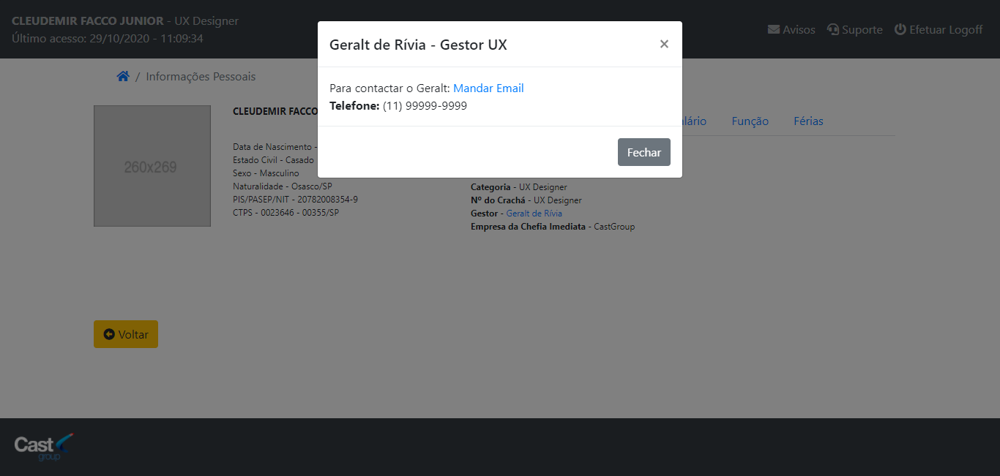 CLEUDEMIR FACCO JUNIOR - UX Designer
Último acesso: 29/10/2020 - 11:09:34
Avisos
Suporte
Efetuar Logoff
Geralt de Rívia - Gestor UX
×
Para contactar o Geralt: Mandar Email
Telefone: (11) 99999-9999
Fechar
/ Informações Pessoais
260x269
CLEUDEMIR FACCO
Data de Nascimento -
Estado Civil - Casado
Sexo - Masculino
Naturalidade - Osasco/SP
PIS/PASEP/NIT - 20782008354-9
CTPS - 0023646 - 00355/SP
Função
Férias
Categoria - UX Designer
Nº do Crachá - UX Designer
Gestor - Geralt de Rívia
Empresa da Chefia Imediata - CastGroup
Voltar
Cast
group